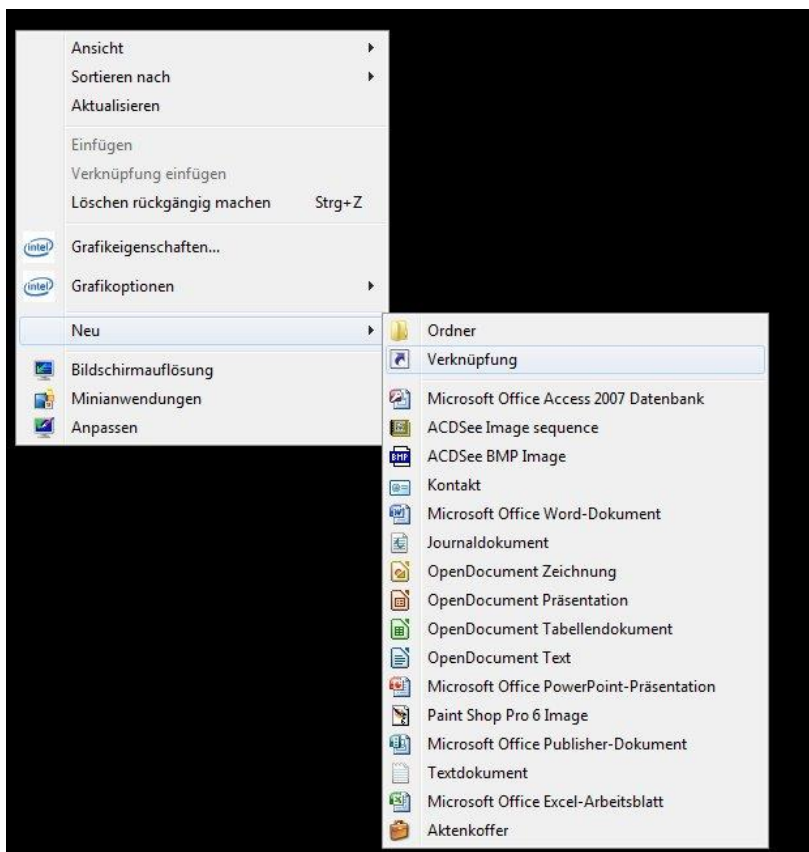 Ansicht
Sortieren nach
Aktualisieren
Einfügen
Verknüpfung einfügen
Löschen rückgängig machen Strg+Z
intel Grafikeigenschaften...
intel Grafikoptionen
Neu
Bildschirmauflösung
Minianwendungen
Anpassen
Ordner
Verknüpfung
Microsoft Office Access 2007 Datenbank
ACDSee Image sequence
BMP ACDSee BMP Image
Kontakt
Microsoft Office Word-Dokument
Journaldokument
OpenDocument Zeichnung
OpenDocument Präsentation
OpenDocument Tabellendokument
OpenDocument Text
Microsoft Office PowerPoint-Präsentation
Paint Shop Pro 6 Image
Microsoft Office Publisher-Dokument
Textdokument
Microsoft Office Excel-Arbeitsblatt
Aktenkoffer